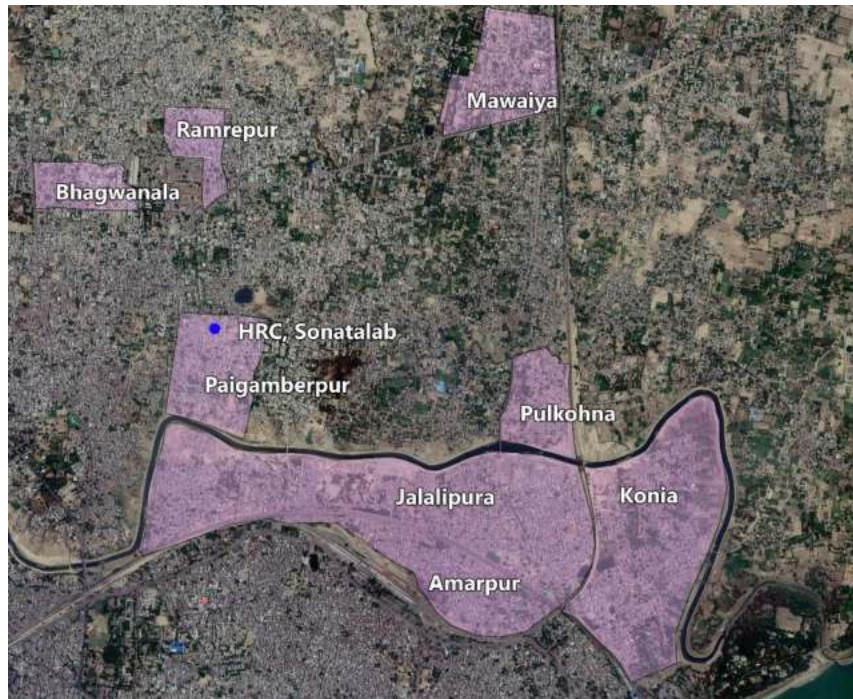 Mawaiya
Ramrepur
Bhagwanala
HRC, Sonatalab
Paigamberpur
Pulkohna
Jalalipura
Konia
Amarpur